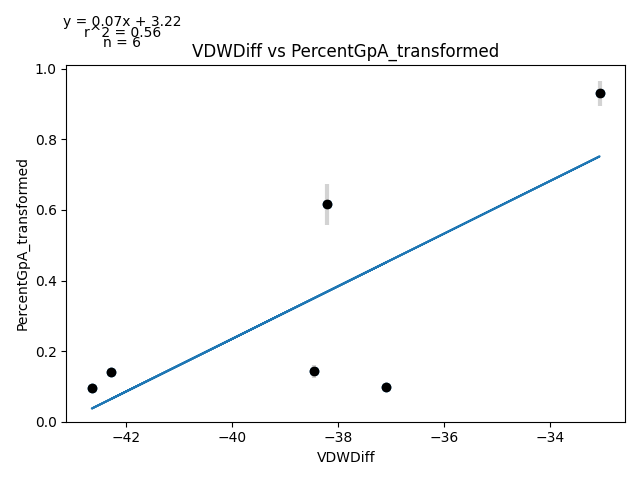 y = 0.07x + 3.22
r^2 = 0.56
n = 6
VDWDiff vs PercentGpA_transformed
1.0
0.8
0.6
0.4
0.2
0.0
PercentGpA_transformed
−42
−40
−38
−36
−34
VDWDiff